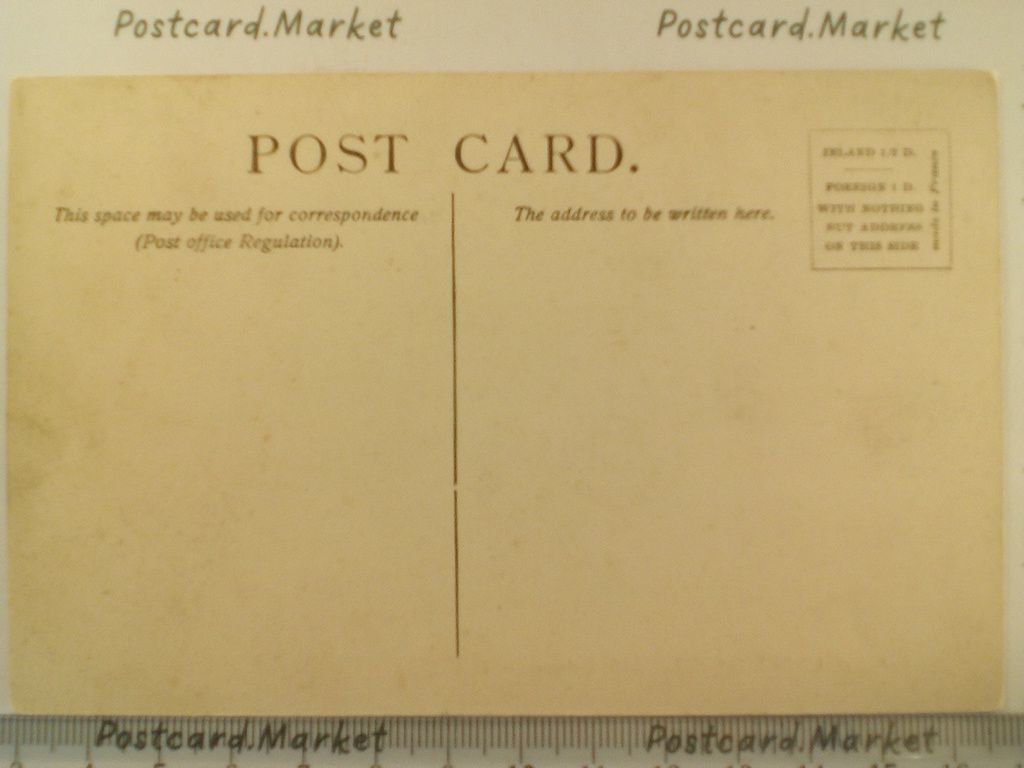 Postcard.Market Postcard.Market
POST CARD.
This space may be used for correspondence
(Post office Regulation).
The address to be written here.
INLAND 1/2 D.
FOREIGN 1 D.
WITH NOTHING
BUT ADDRESS
ON THIS SIDE
made in France
Postcard.Market Postcard.Market